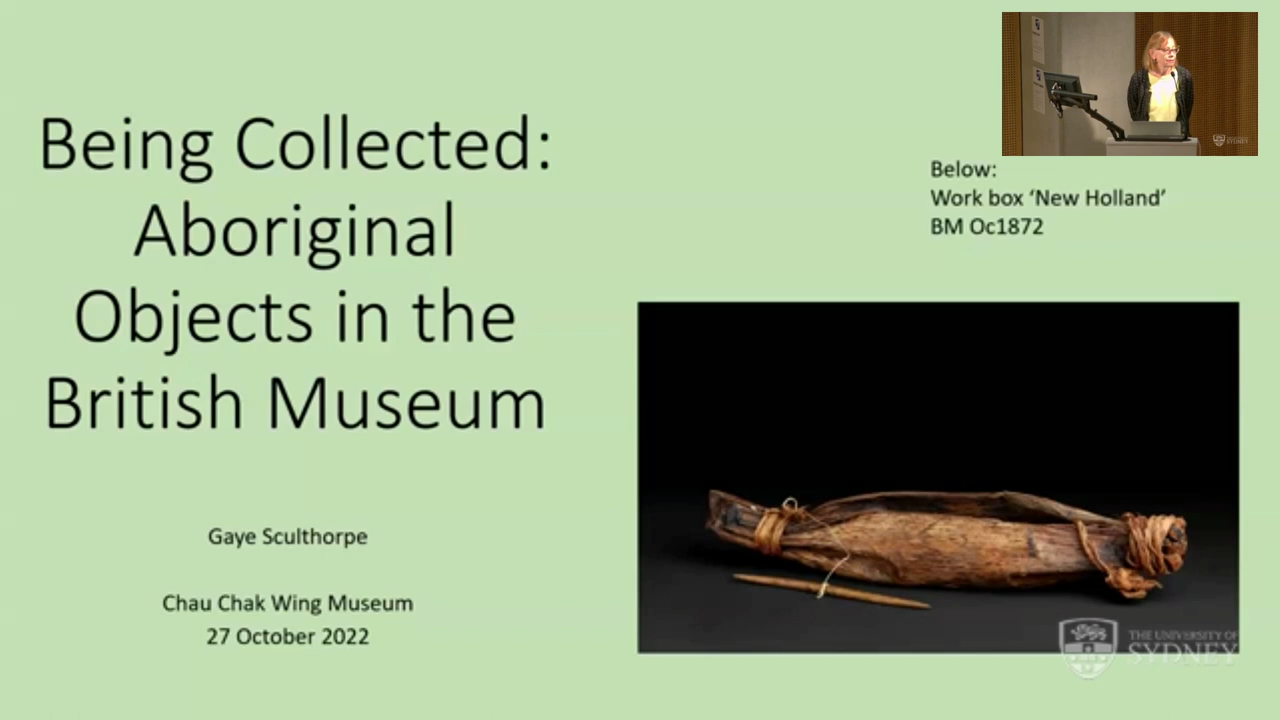 Being Collected:
Aboriginal
Objects in the
British Museum
Gaye Sculthorpe
Chau Chak Wing Museum
27 October 2022
Below:
Work box ‘New Holland’
BM Oc1872
THE UNIVERSITY OF
SYDNEY